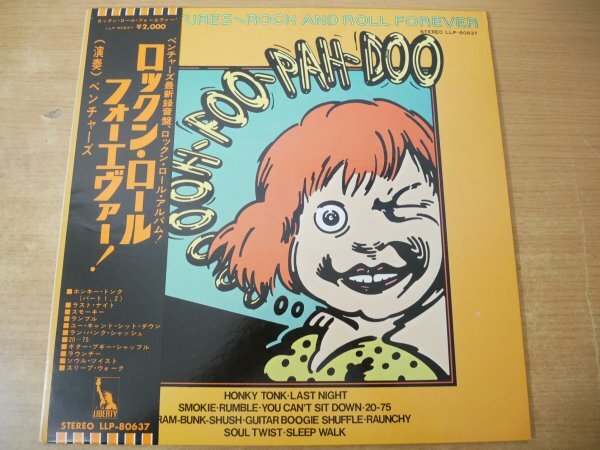 ロックン・ロール・フォーエヴァー!
LLP-80637 ¥2,000
ベンチャーズ最新録音盤、ロックン・ロール・アルバム!
ロックン・ロール
フォーエヴァー!
(演奏)ベンチャーズ
■ホンキー・トンク
(パート1、2)
■ラスト・ナイト
■スモーキー
■ランブル
■ユー・キャント・シット・ダウン
■ラン・バンク・シャッシュ
■20-75
■ギター・ブギー・シャッフル
■ラウンチー
■ソウル・ツイスト
■スリープ・ウォーク
LIBERTY
STEREO LLP-80637
TURES~ROCK AND ROLL FOREVER
STEREO LLP-80637
OOH-POO-PAH-DOO
HONKY TONK·LAST NIGHT
SMOKIE·RUMBLE·YOU CAN'T SIT DOWN·20-75
RAM-BUNK-SHUSH·GUITAR BOOGIE SHUFFLE·RAUNCHY
SOUL TWIST·SLEEP WALK